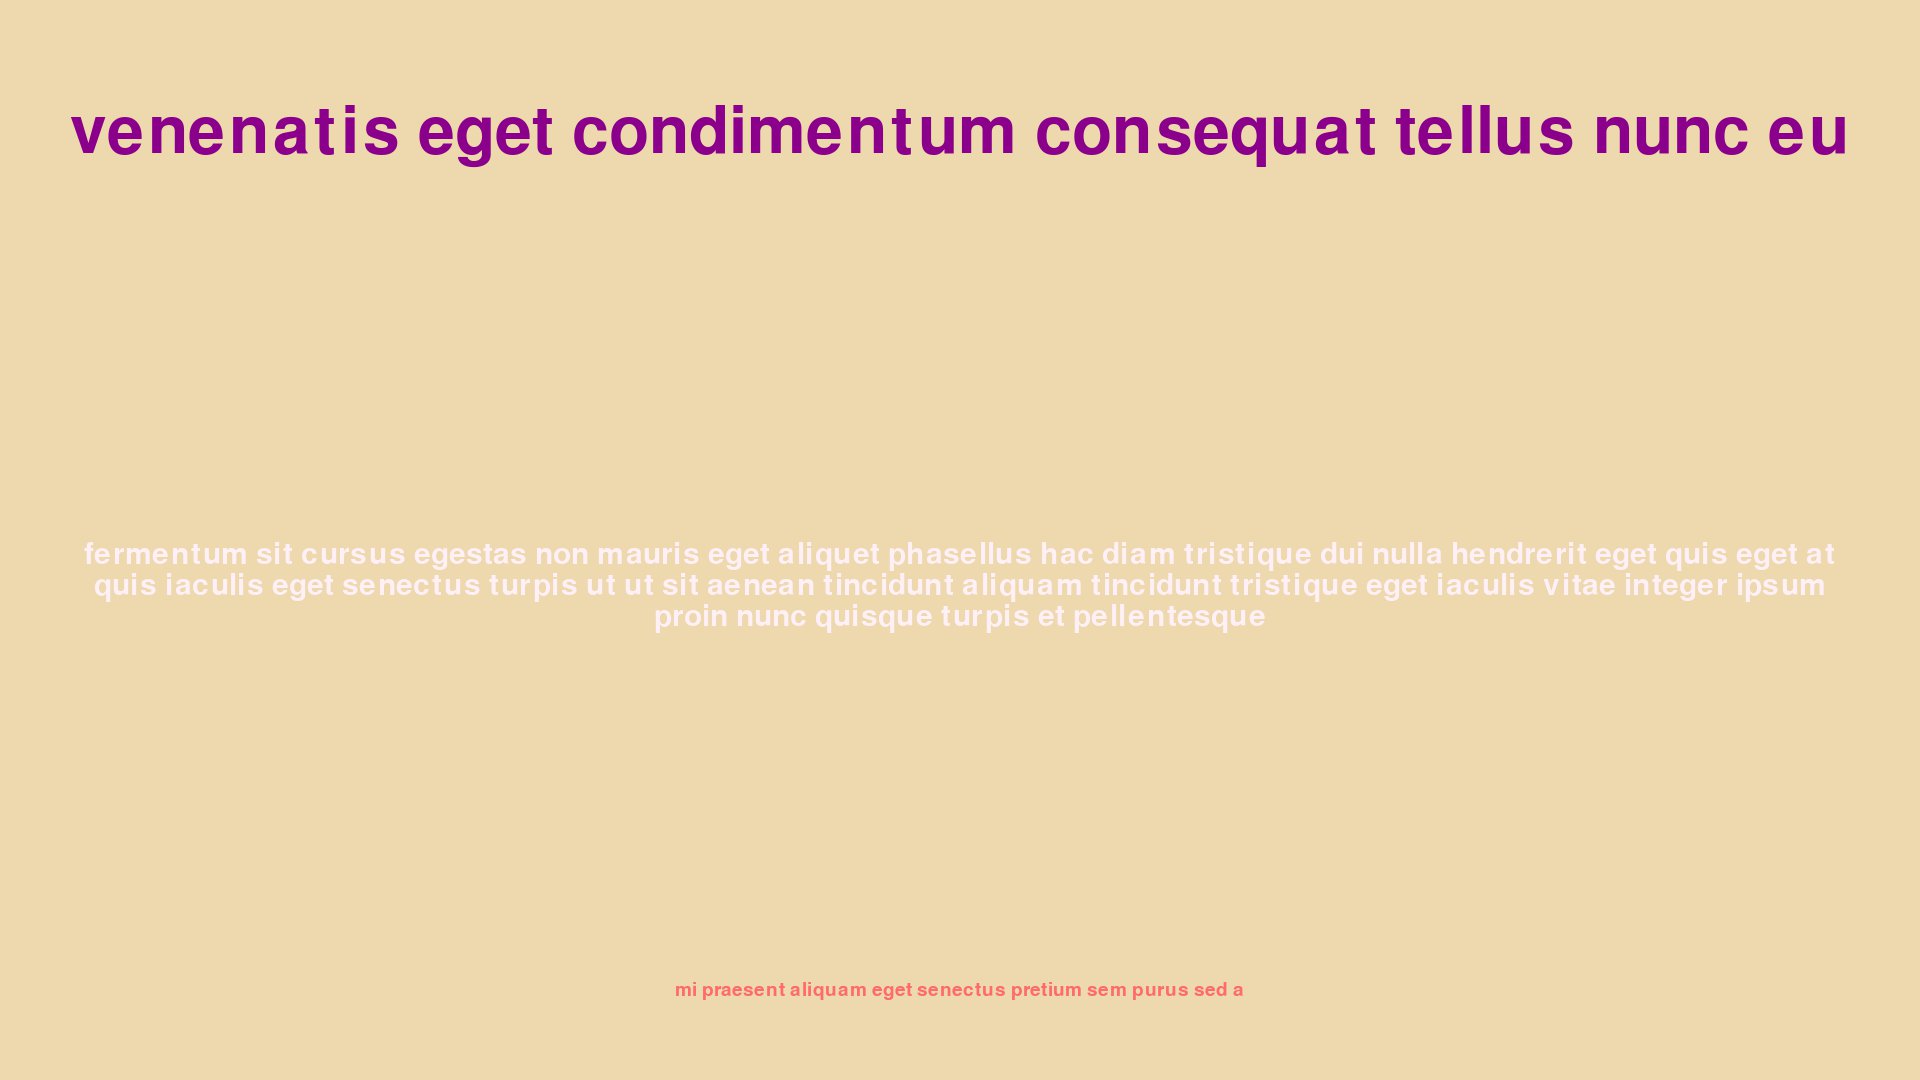 venenatis eget condimentum consequat tellus nunc eu
fermentum sit cursus egestas non mauris eget aliquet phasellus hac diam tristique dui nulla hendrerit eget quis eget at
quis iaculis eget senectus turpis ut ut sit aenean tincidunt aliquam tincidunt tristique eget iaculis vitae integer ipsum
proin nunc quisque turpis et pellentesque
mi praesent aliquam eget senectus pretium sem purus sed a